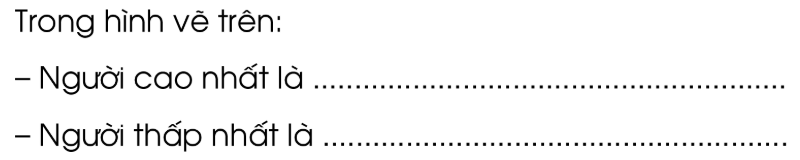 Trong hình vẽ trên:
– Người cao nhất là ..........................................................
– Người thấp nhất là .........................................................